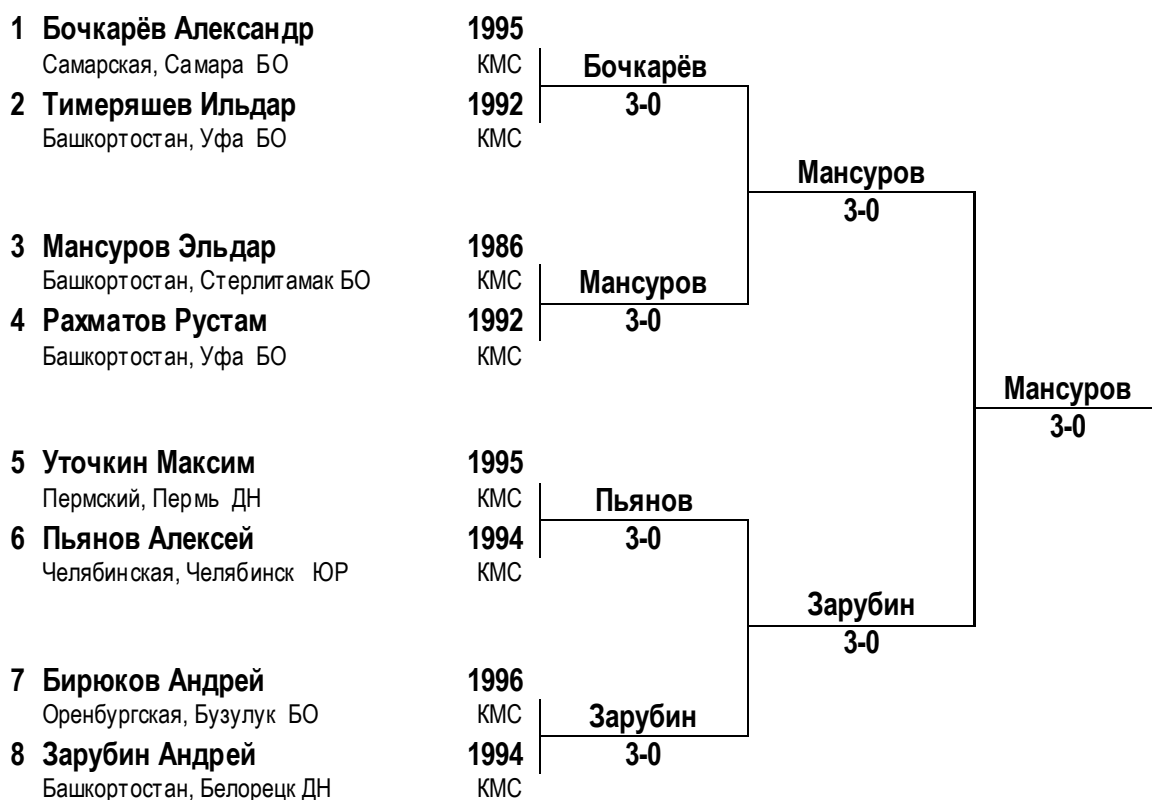 1 Бочкарёв Александр 1995
Самарская, Самара БО КМС
Бочкарёв
2 Тимеряшев Ильдар 1992
3-0
Башкортостан, Уфа БО КМС
Мансуров
3-0
3 Мансуров Эльдар 1986
Башкортостан, Стерлитамак БО КМС
Мансуров
4 Рахматов Рустам 1992
3-0
Башкортостан, Уфа БО КМС
Мансуров
3-0
5 Уточкин Максим 1995
Пермский, Пермь ДН КМС
Пьянов
6 Пьянов Алексей 1994
3-0
Челябинская, Челябинск ЮР КМС
Зарубин
3-0
7 Бирюков Андрей 1996
Оренбургская, Бузулук БО КМС
Зарубин
8 Зарубин Андрей 1994
3-0
Башкортостан, Белорецк ДН КМС